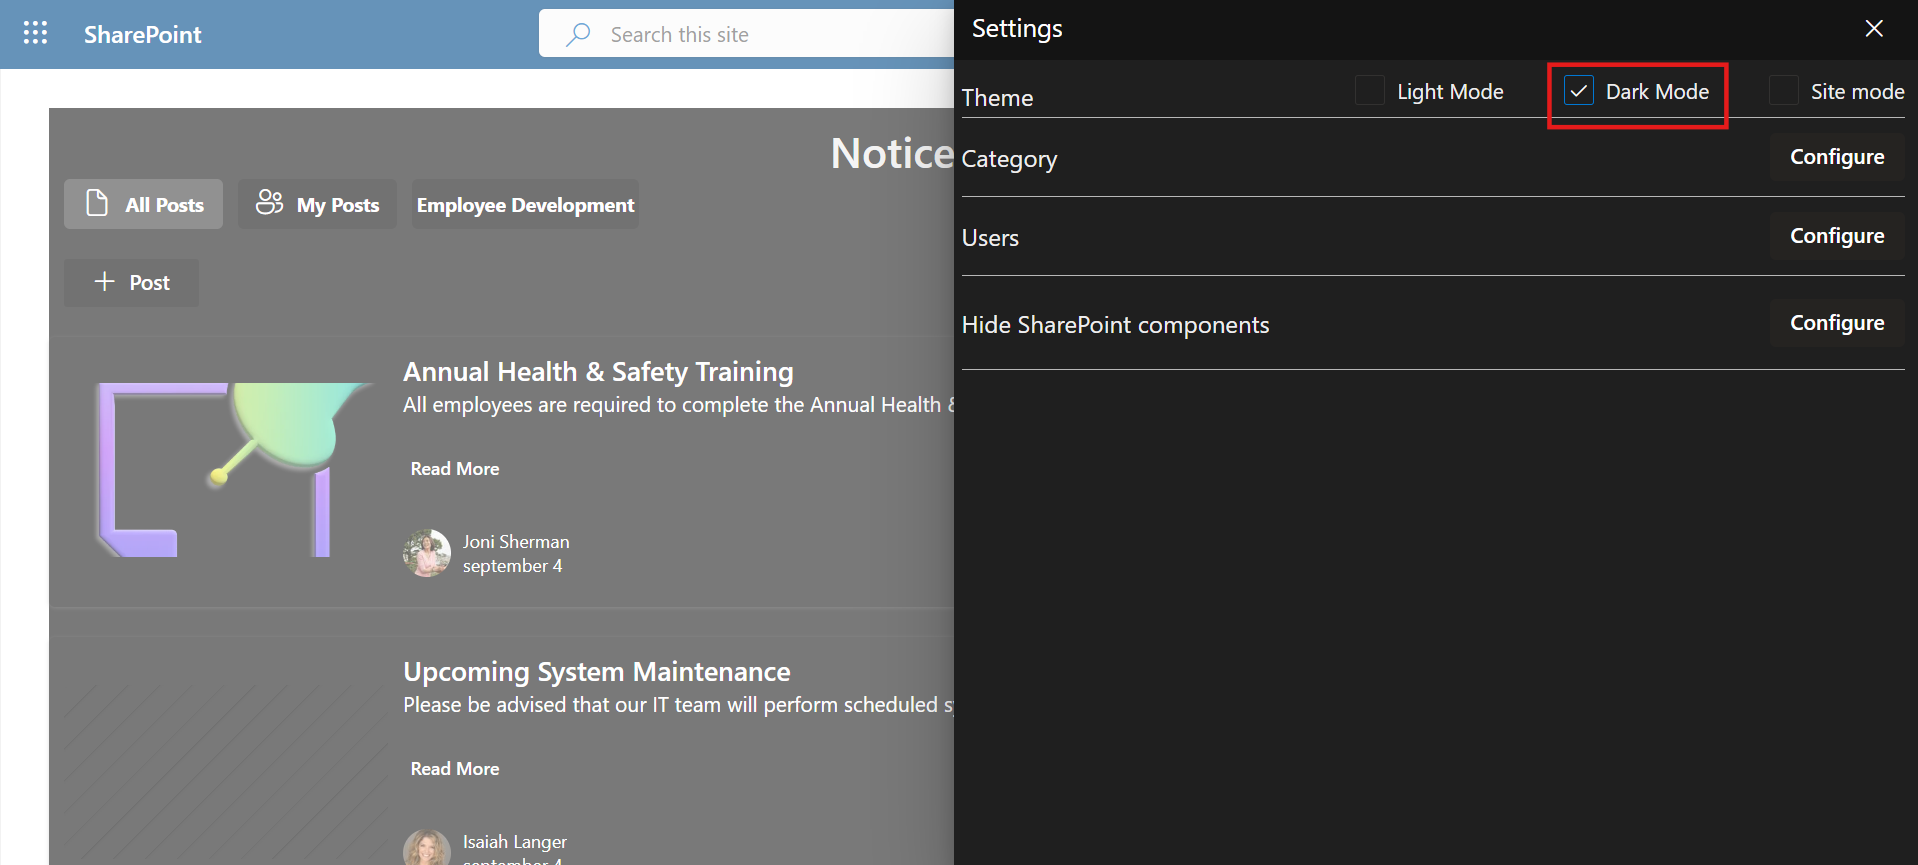 SharePoint
Search this site
Notice
All Posts
My Posts
Employee Development
Post
Annual Health & Safety Training
All employees are required to complete the Annual Health
Read More
Joni Sherman
september 4
Upcoming System Maintenance
Please be advised that our IT team will perform scheduled
Read More
Isaiah Langer
september 4
Settings
Theme
Light Mode
Dark Mode
Site mode
Category
Configure
Users
Configure
Hide SharePoint components
Configure